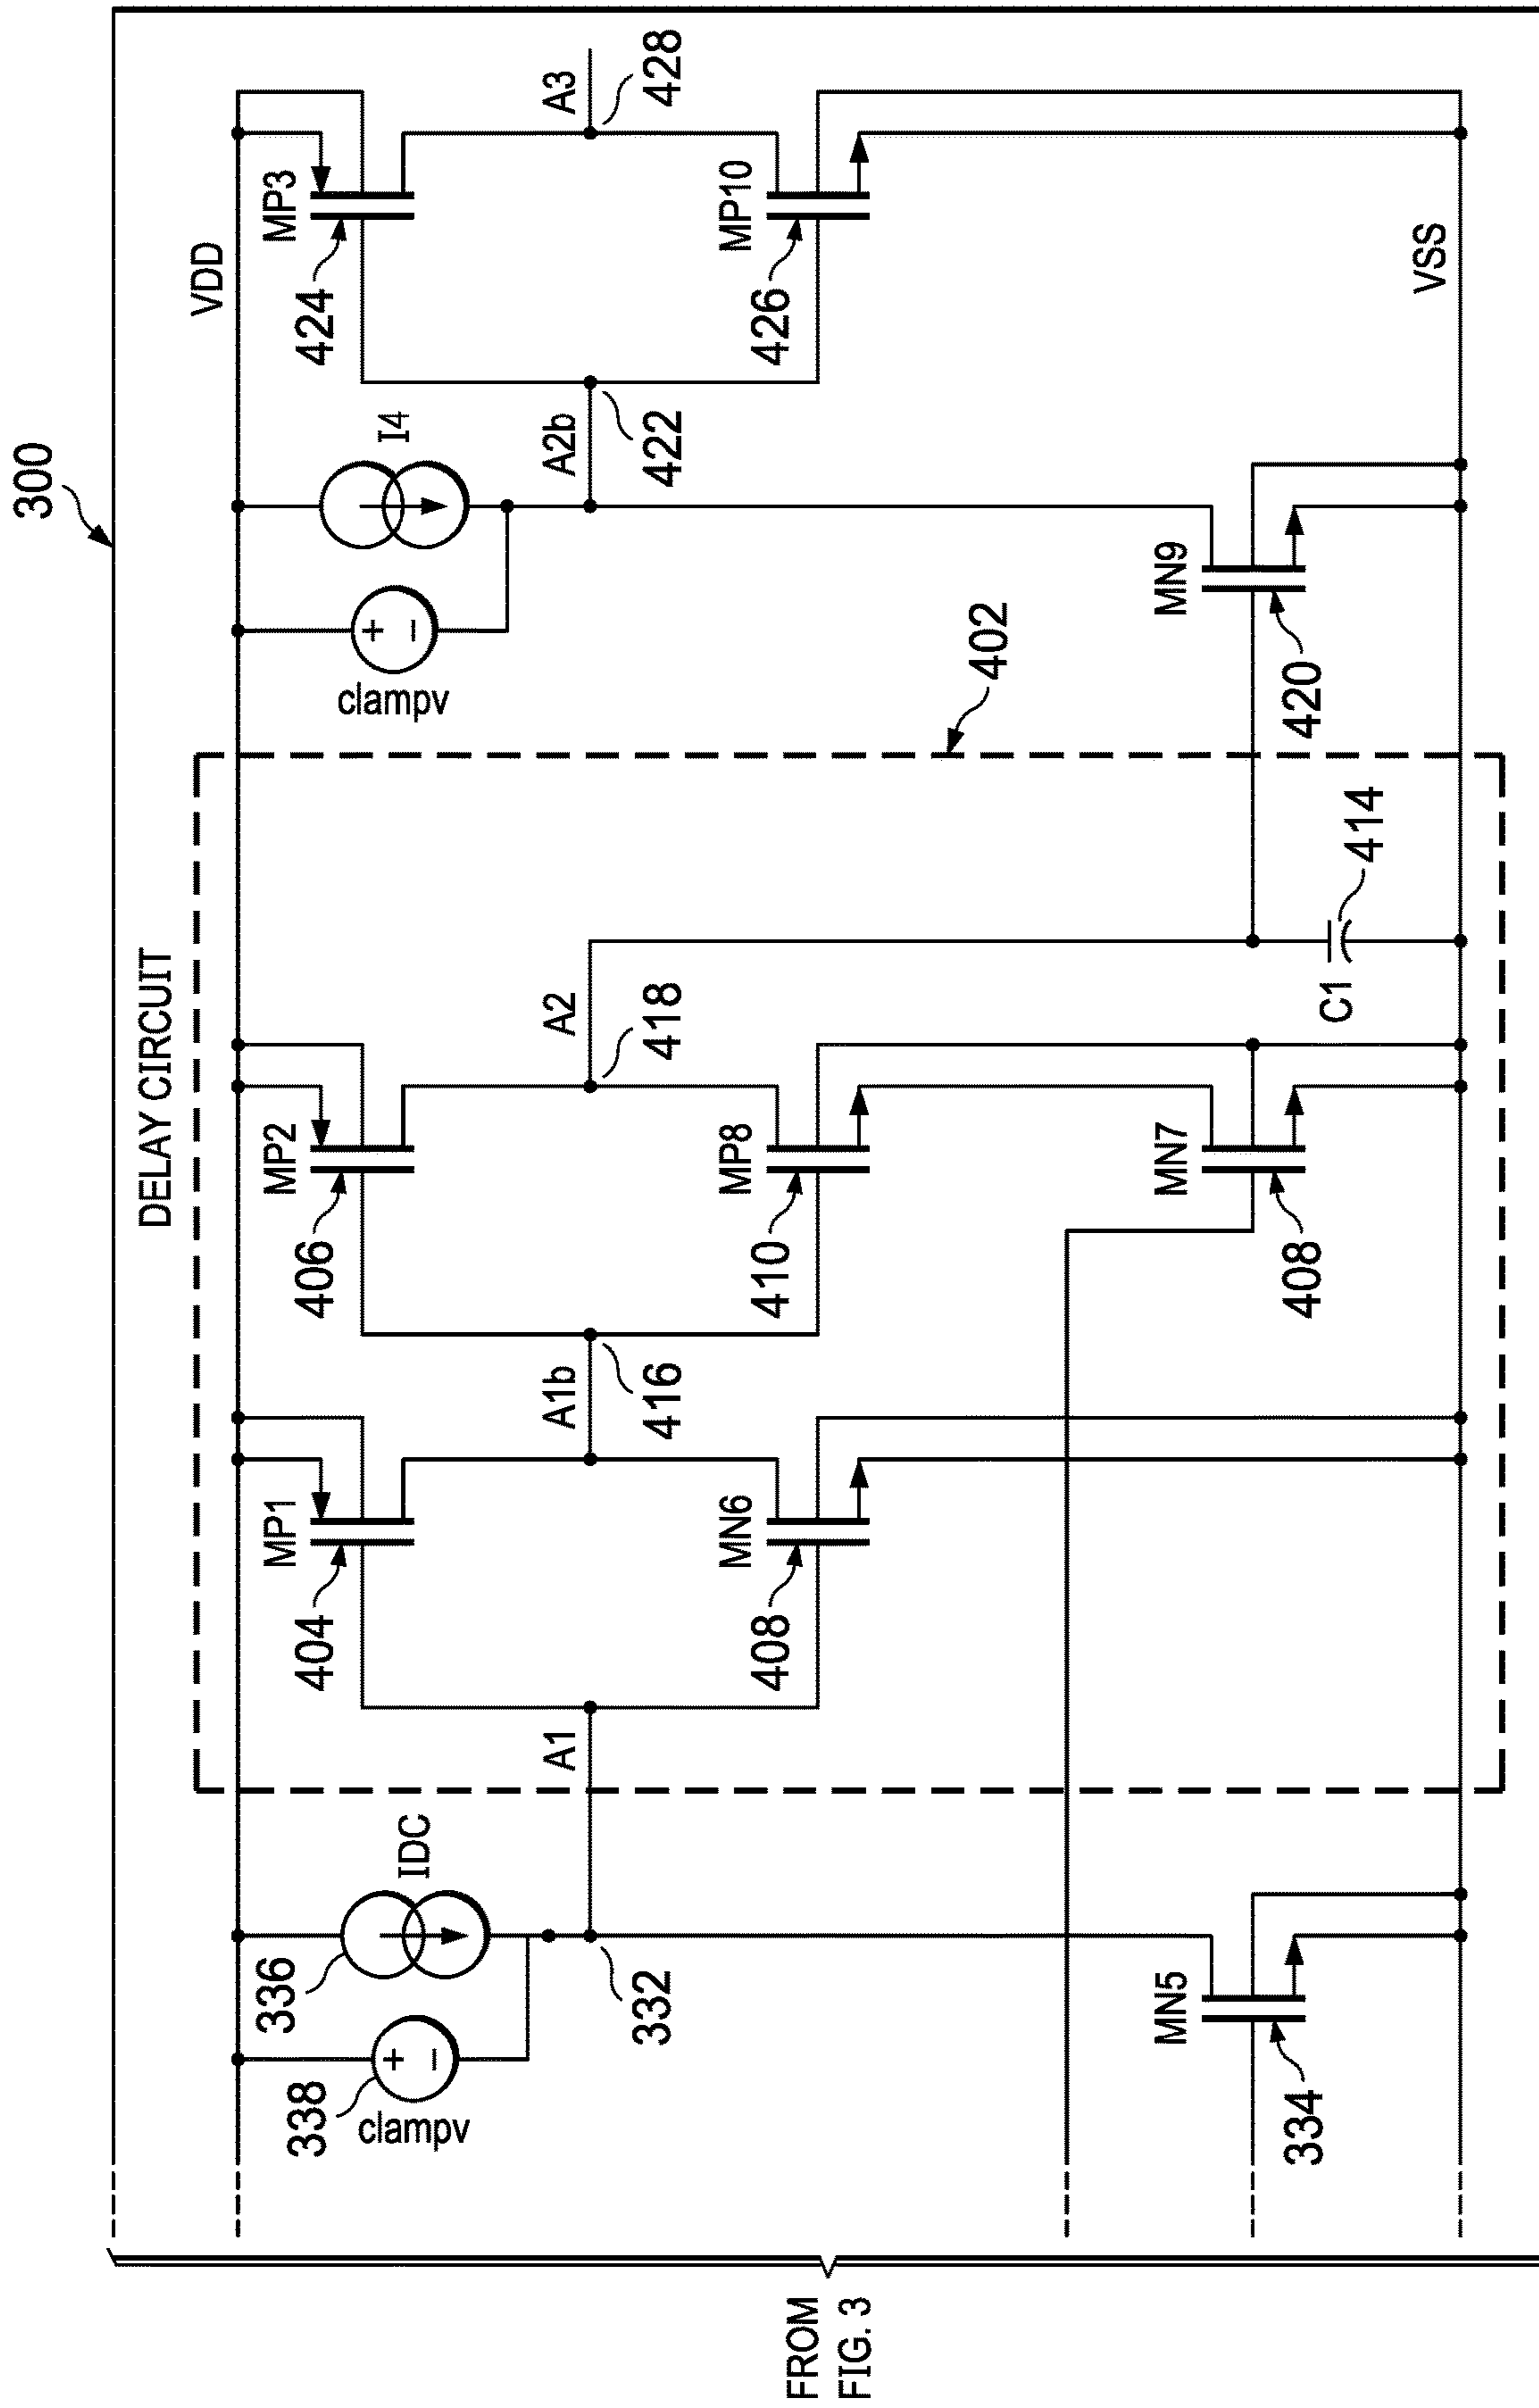 300
DELAY CIRCUIT
VDD
338
clampv
336
IDC
404
MP1
406
MP2
402
clampv
I4
424
MP3
332
A1
A1b
416
A2
418
A2b
422
A3
428
408
MN6
410
MP8
426
MP10
334
MN5
408
MN7
C1
414
420
MN9
VSS
FROM
FIG. 3